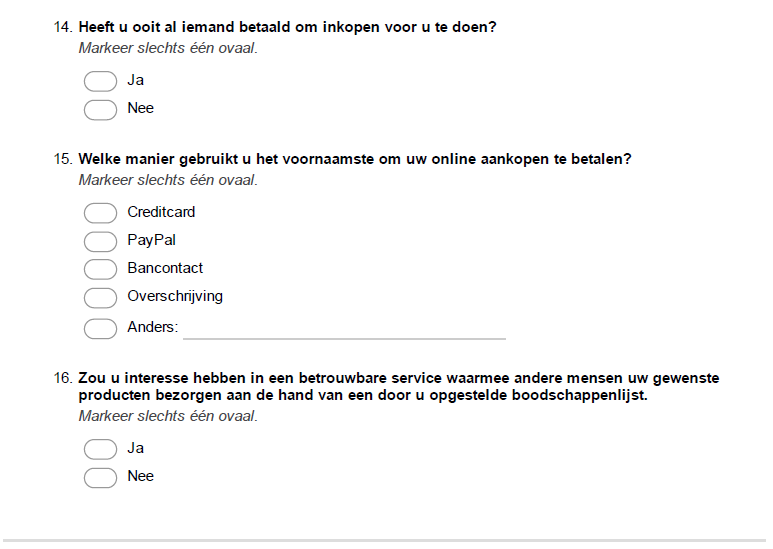 14. Heeft u ooit al iemand betaald om inkopen voor u te doen?
Markeer slechts één ovaal.
Ja
Nee
15. Welke manier gebruikt u het voornaamste om uw online aankopen te betalen?
Markeer slechts één ovaal.
Creditcard
PayPal
Bancontact
Overschrijving
Anders:
16. Zou u interesse hebben in een betrouwbare service waarmee andere mensen uw gewenste
producten bezorgen aan de hand van een door u opgestelde boodschappenlijst.
Markeer slechts één ovaal.
Ja
Nee